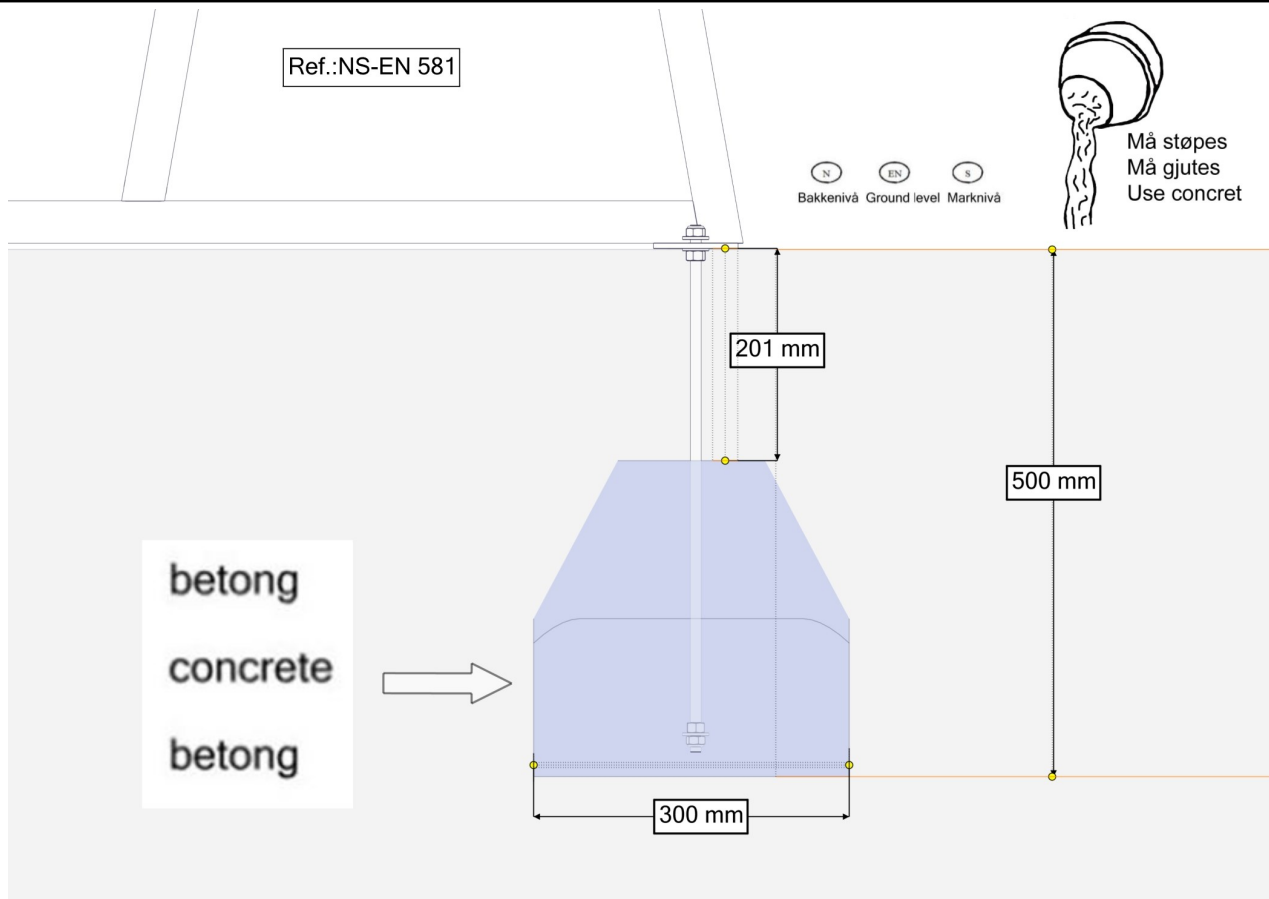 Ref.:NS-EN 581
Må støpes
Må gjutes
Use concret
N EN S
Bakkenivå Ground level Marknivå
201 mm
500 mm
betong
concrete
betong
300 mm